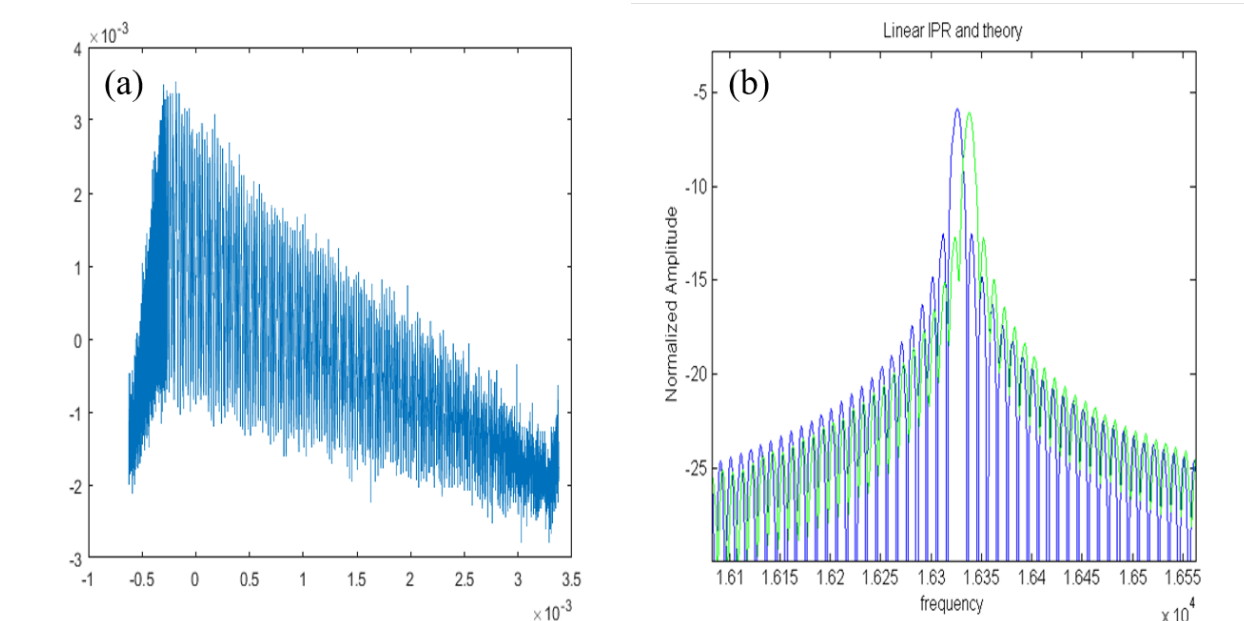 ×10⁻³
(a)
4
3
2
1
0
-1
-2
-3
-1 -0.5 0 0.5 1 1.5 2 2.5 3 3.5
×10⁻³
Linear IPR and theory
(b)
Normalized Amplitude
-5
-10
-15
-20
-25
1.61 1.615 1.62 1.625 1.63 1.635 1.64 1.645 1.65 1.655
frequency
x 10⁴